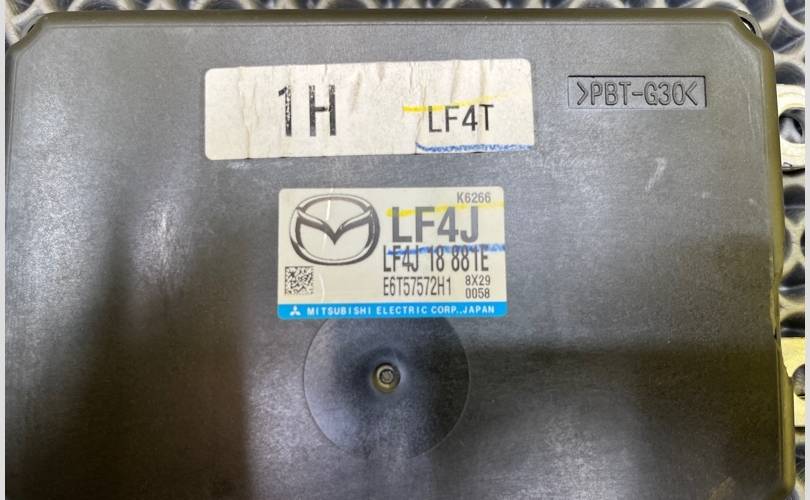 1H LF4T
>PBT-G30<
K6266
LF4J
LF4J 18 881E
E6T57572H1 8X29
0058
MITSUBISHI ELECTRIC CORP.,JAPAN